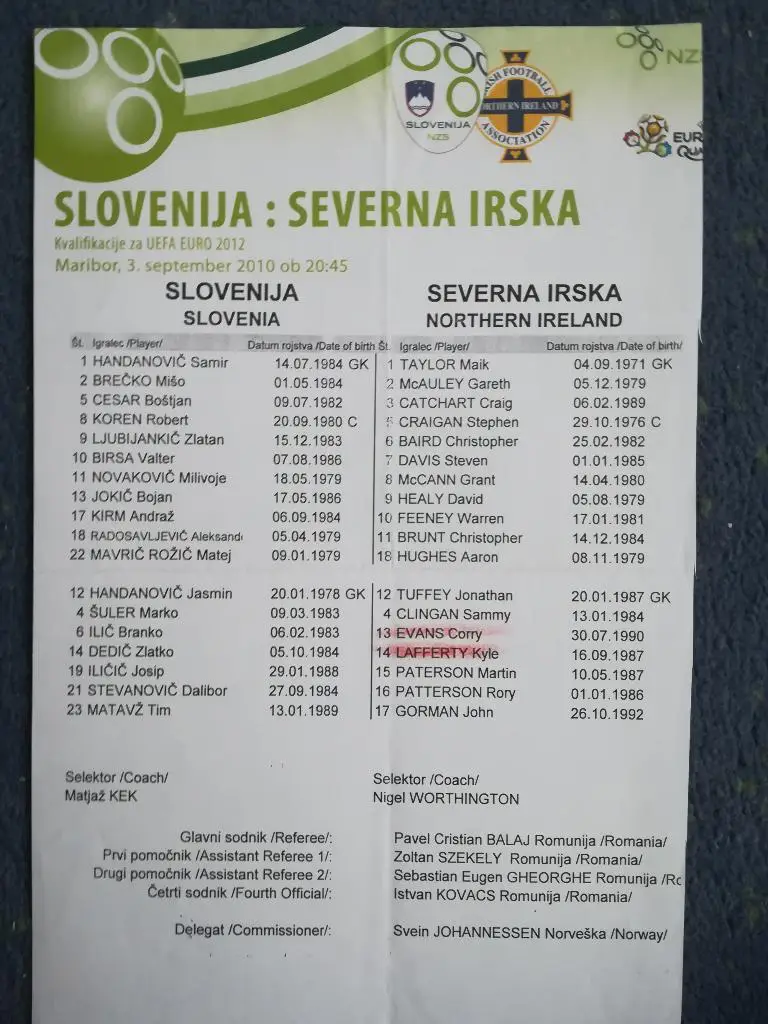 SLOVENIJA
NZS
IRISH FOOTBALL
NORTHERN IRELAND
ASSOCIATION
NZS
EURO
SLOVENIJA : SEVERNA IRSKA
Kvalifikacije za UEFA EURO 2012
Maribor, 3. september 2010 ob 20:45
SLOVENIJA
SLOVENIA
Št. Igralec /Player/ Datum rojstva /Date of birth
1 HANDANOVIČ Samir 14.07.1984 GK
2 BREČKO Mišo 01.05.1984
5 CESAR Boštjan 09.07.1982
8 KOREN Robert 20.09.1980 C
9 LJUBIJANKIČ Zlatan 15.12.1983
10 BIRSA Valter 07.08.1986
11 NOVAKOVIČ Milivoje 18.05.1979
13 JOKIČ Bojan 17.05.1986
17 KIRM Andraž 06.09.1984
18 RADOSAVLJEVIČ Aleksand 05.04.1979
22 MAVRIČ ROŽIČ Matej 09.01.1979
12 HANDANOVIČ Jasmin 20.01.1978 GK
4 ŠULER Marko 09.03.1983
6 ILIČ Branko 06.02.1983
14 DEDIČ Zlatko 05.10.1984
19 ILIČIČ Josip 29.01.1988
21 STEVANOVIČ Dalibor 27.09.1984
23 MATAVŽ Tim 13.01.1989
Selektor /Coach/
Matjaž KEK
SEVERNA IRSKA
NORTHERN IRELAND
Št. Igralec /Player/ Datum rojstva /Date of birth/
1 TAYLOR Maik 04.09.1971 GK
2 McAULEY Gareth 05.12.1979
3 CATCHART Craig 06.02.1989
5 CRAIGAN Stephen 29.10.1976 C
6 BAIRD Christopher 25.02.1982
7 DAVIS Steven 01.01.1985
8 McCANN Grant 14.04.1980
9 HEALY David 05.08.1979
10 FEENEY Warren 17.01.1981
11 BRUNT Christopher 14.12.1984
18 HUGHES Aaron 08.11.1979
12 TUFFEY Jonathan 20.01.1987 GK
4 CLINGAN Sammy 13.01.1984
13 EVANS Corry 30.07.1990
14 LAFFERTY Kyle 16.09.1987
15 PATERSON Martin 10.05.1987
16 PATTERSON Rory 01.01.1986
17 GORMAN John 26.10.1992
Selektor /Coach/
Nigel WORTHINGTON
Glavni sodnik /Referee/: Pavel Cristian BALAJ Romunija /Romania/
Prvi pomočnik /Assistant Referee 1/: Zoltan SZEKELY Romunija /Romania/
Drugi pomočnik /Assistant Referee 2/: Sebastian Eugen GHEORGHE Romunija /Ro
Četrti sodnik /Fourth Official/: Istvan KOVACS Romunija /Romania/
Delegat /Commissioner/: Svein JOHANNESSEN Norveška /Norway/